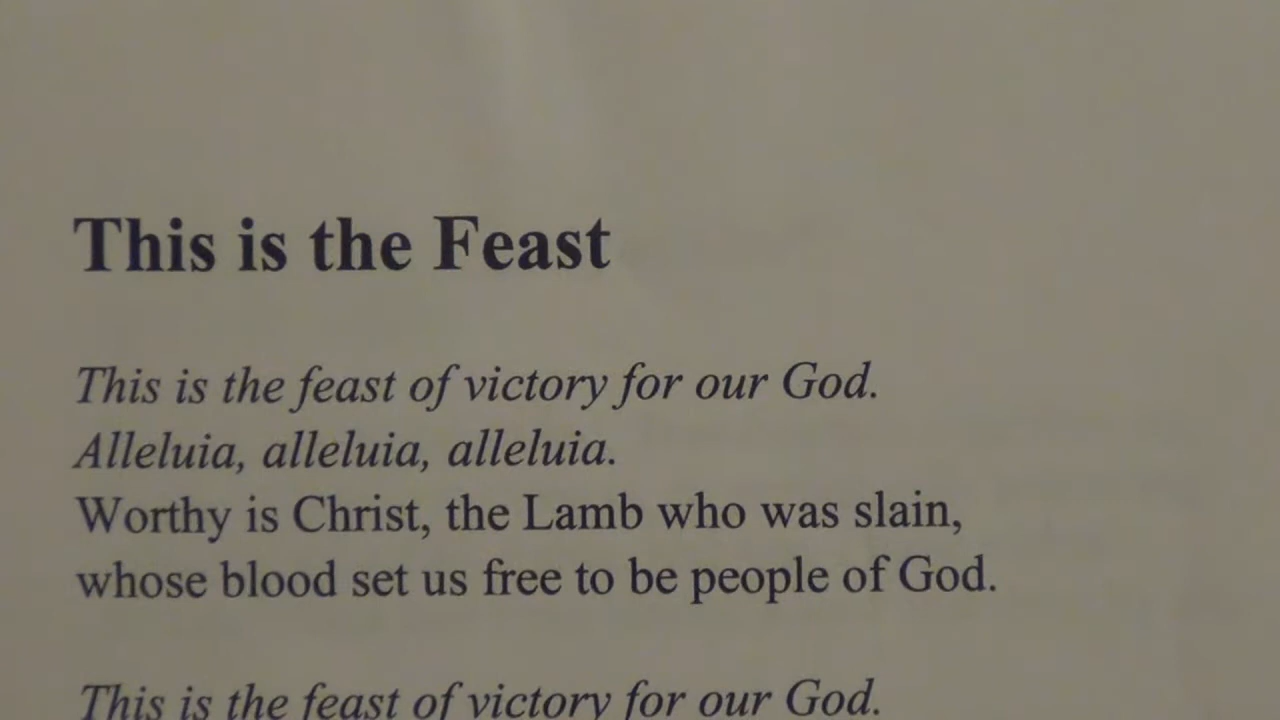 This is the Feast
This is the feast of victory for our God.
Alleluia, alleluia, alleluia.
Worthy is Christ, the Lamb who was slain,
whose blood set us free to be people of God.
This is the feast of victory for our God.